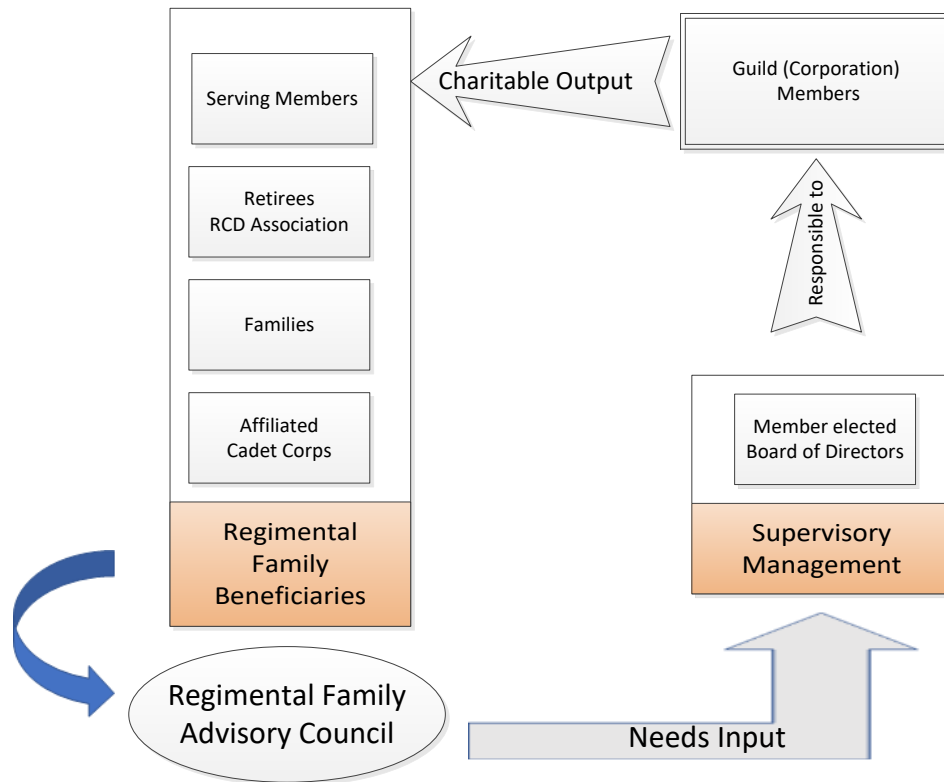 Serving Members
Retirees
RCD Association
Families
Affiliated
Cadet Corps
Regimental
Family
Beneficiaries
Charitable Output
Guild (Corporation)
Members
Responsible to
Member elected
Board of Directors
Supervisory
Management
Regimental Family
Advisory Council
Needs Input